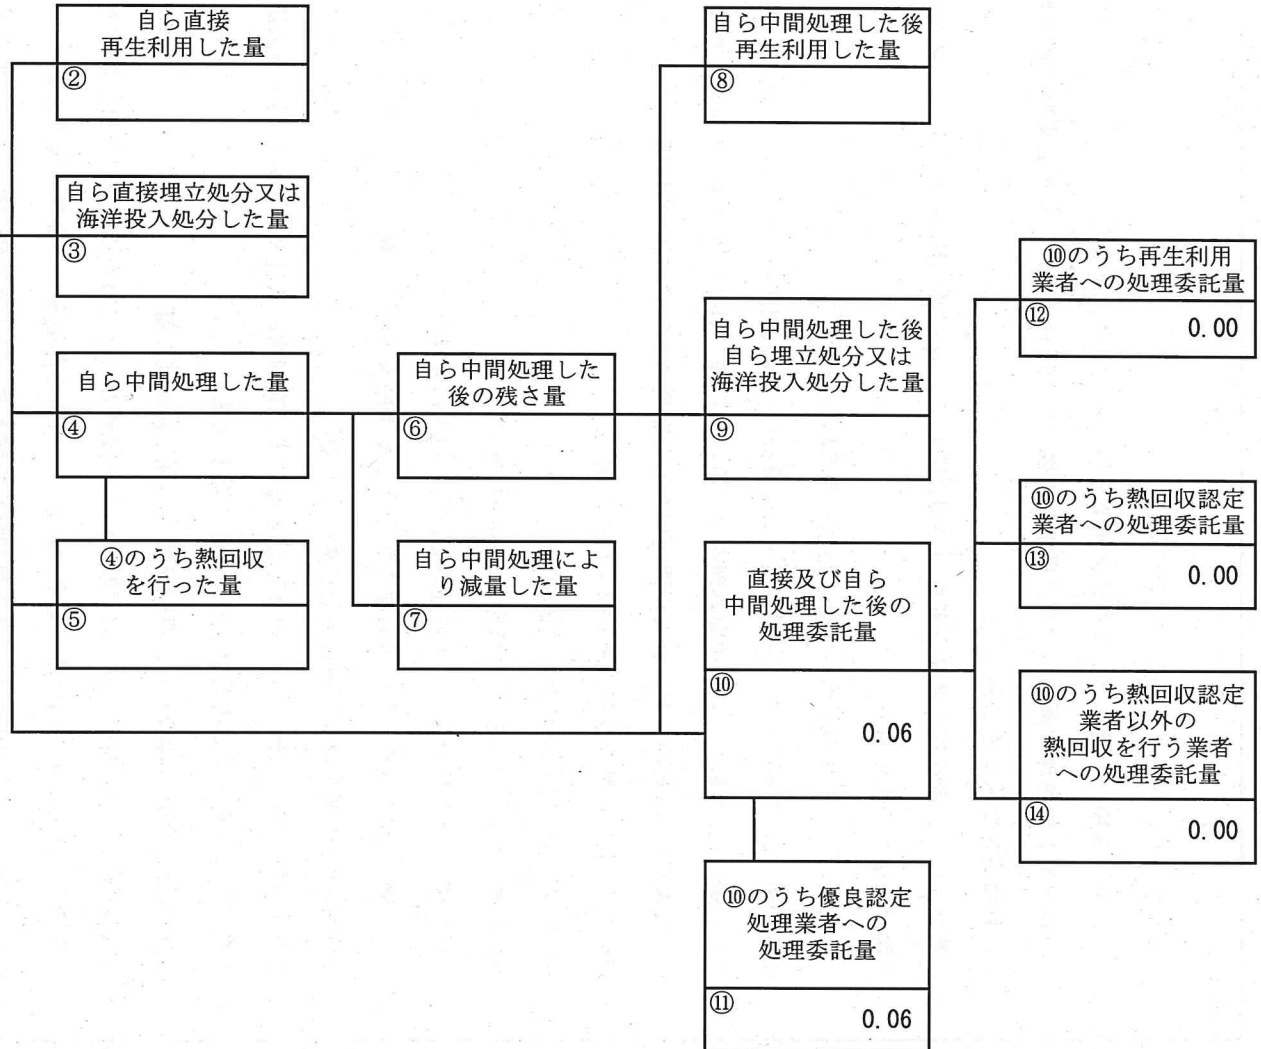 自ら直接
再生利用した量
②
自ら直接埋立処分又は
海洋投入処分した量
③
自ら中間処理した量
④
④のうち熱回収
を行った量
⑤
自ら中間処理した
後の残さ量
⑥
自ら中間処理によ
り減量した量
⑦
自ら中間処理した後
再生利用した量
⑧
自ら中間処理した後
自ら埋立処分又は
海洋投入処分した量
⑨
直接及び自ら
中間処理した後の
処理委託量
⑩
0.06
⑩のうち優良認定
処理業者への
処理委託量
⑪
0.06
⑩のうち再生利用
業者への処理委託量
⑫
0.00
⑩のうち熱回収認定
業者への処理委託量
⑬
0.00
⑩のうち熱回収認定
業者以外の
熱回収を行う業者
への処理委託量
⑭
0.00